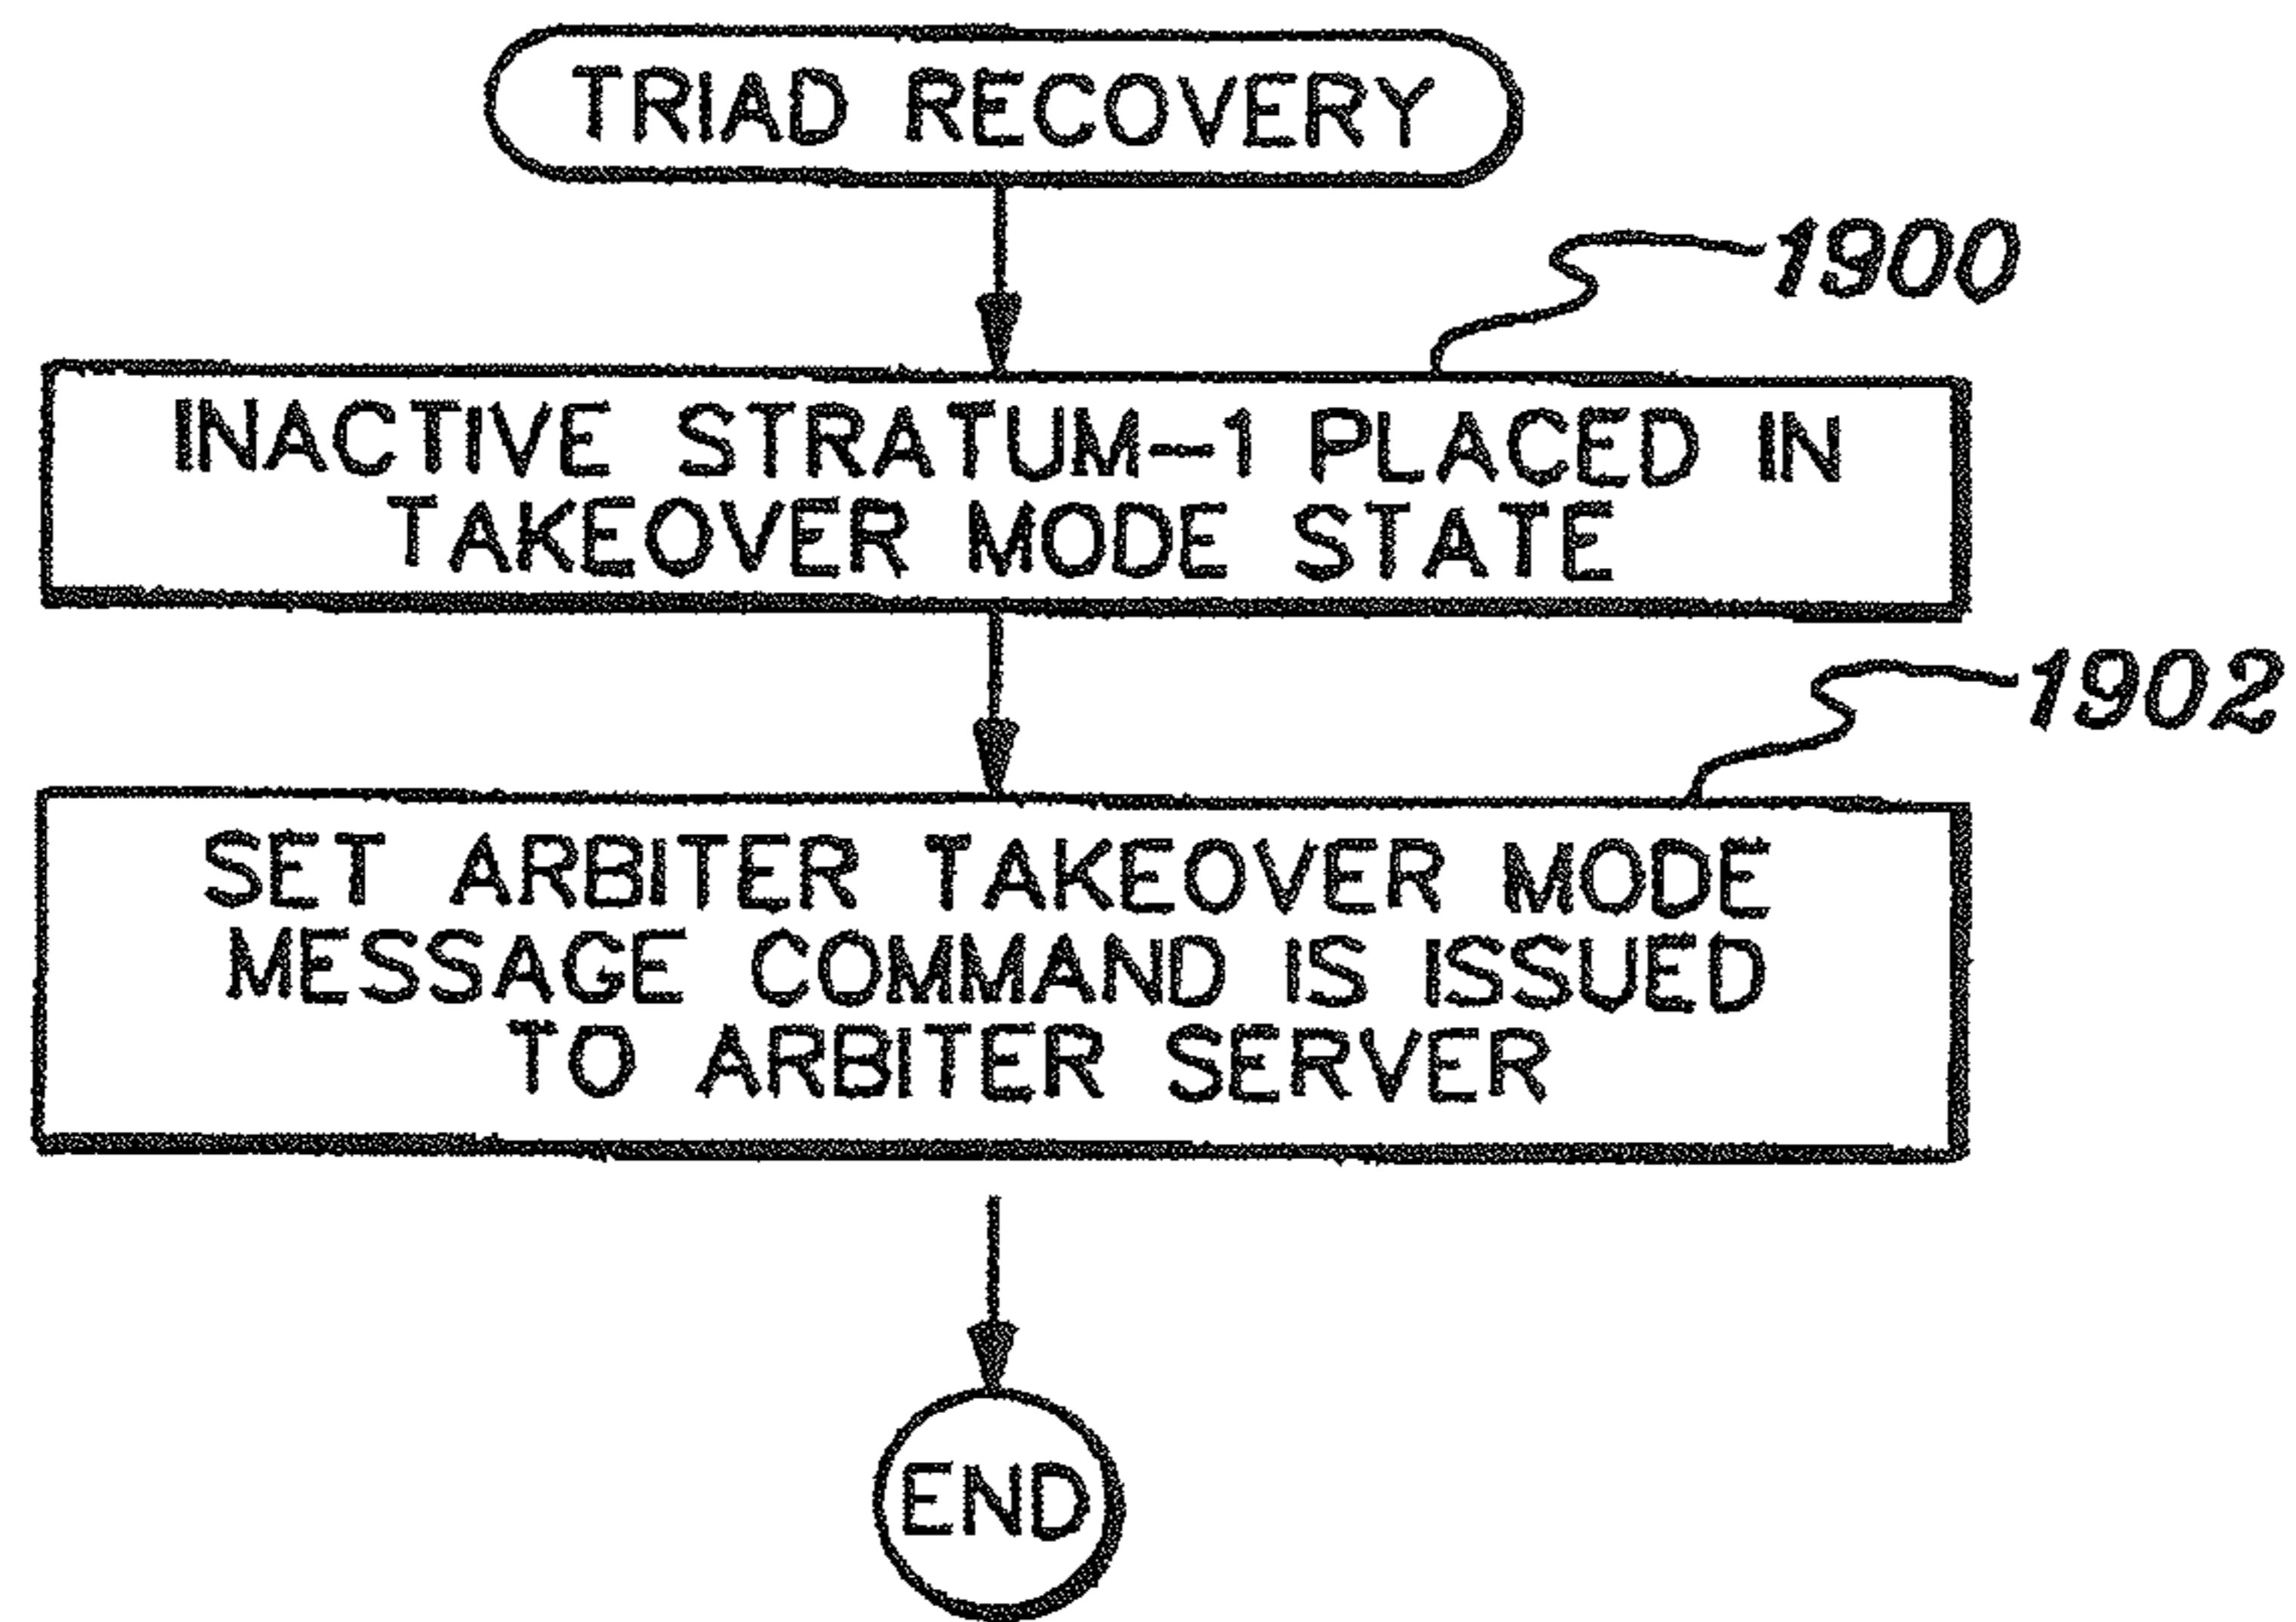 TRIAD RECOVERY
1900
INACTIVE STRATUM-1 PLACED IN
TAKEOVER MODE STATE
1902
SET ARBITER TAKEOVER MODE
MESSAGE COMMAND IS ISSUED
TO ARBITER SERVER
END